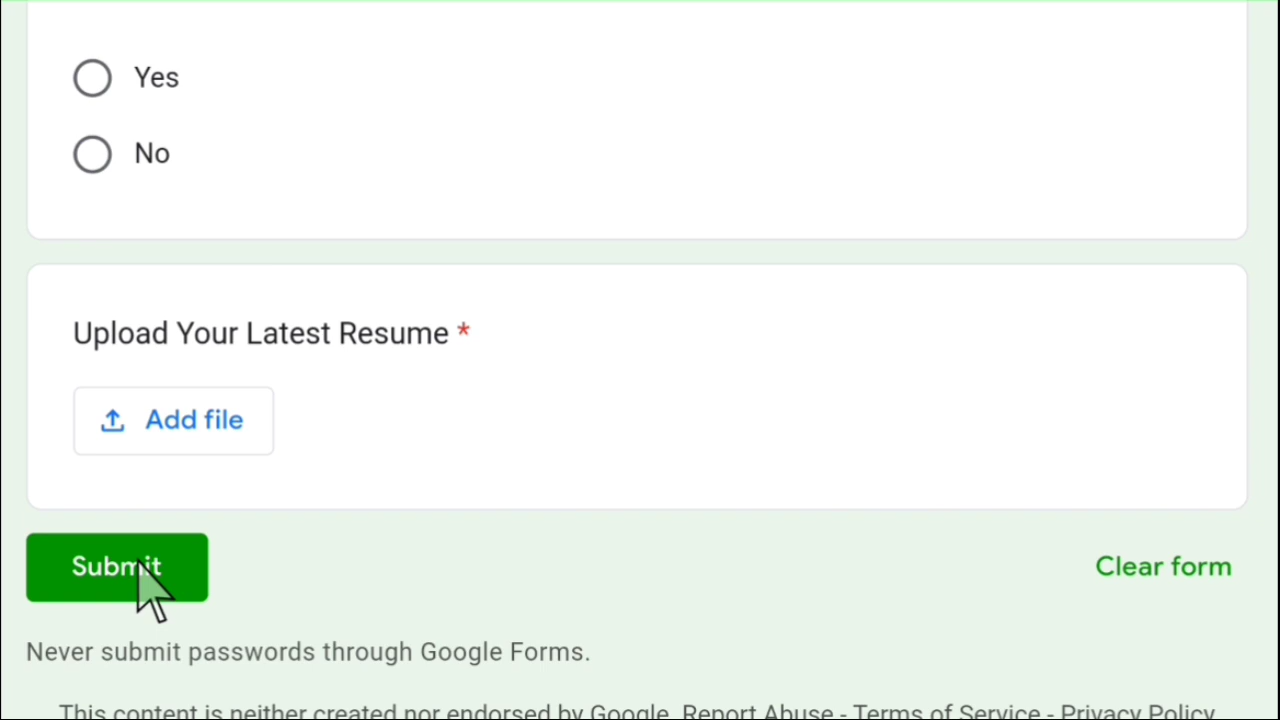 Yes
No
Upload Your Latest Resume *
Add file
Submit
Clear form
Never submit passwords through Google Forms.
This content is neither created nor endorsed by Google. Report Abuse - Terms of Service - Privacy Policy